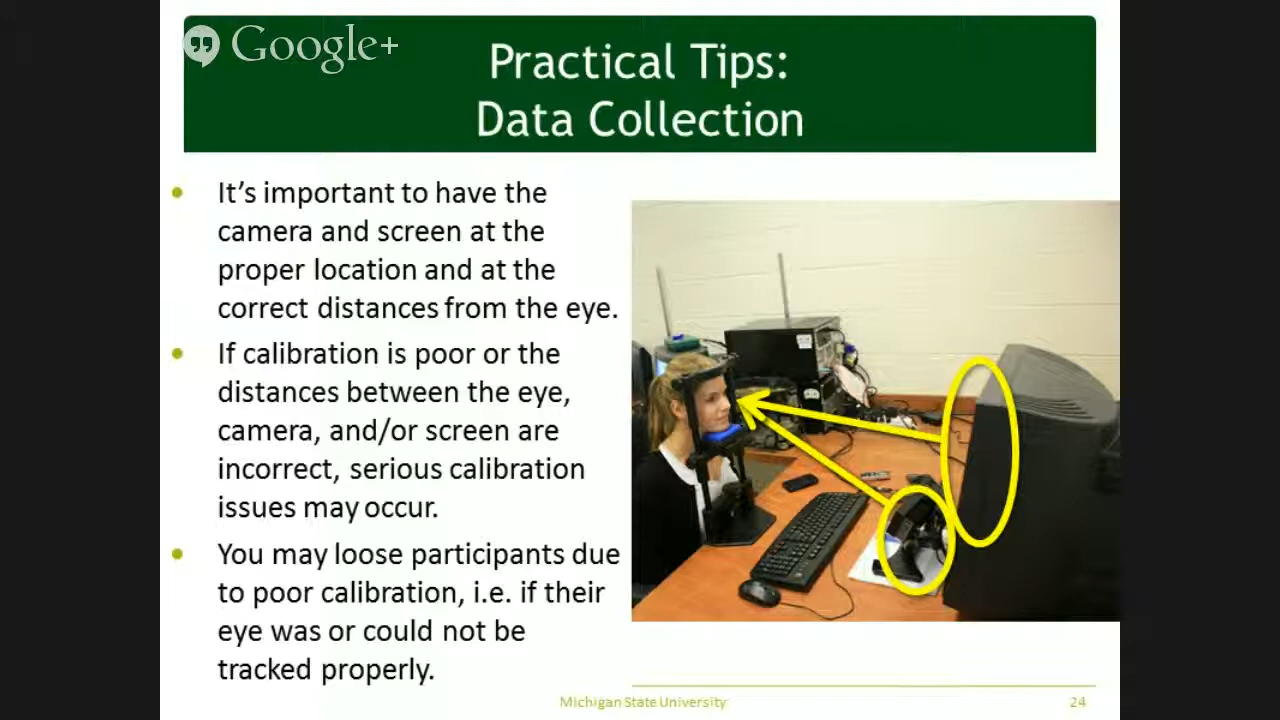 Google+
Practical Tips:
Data Collection
It's important to have the
camera and screen at the
proper location and at the
correct distances from the eye.
If calibration is poor or the
distances between the eye,
camera, and/or screen are
incorrect, serious calibration
issues may occur.
You may loose participants due
to poor calibration, i.e. if their
eye was or could not be
tracked properly.
Michigan State University
24